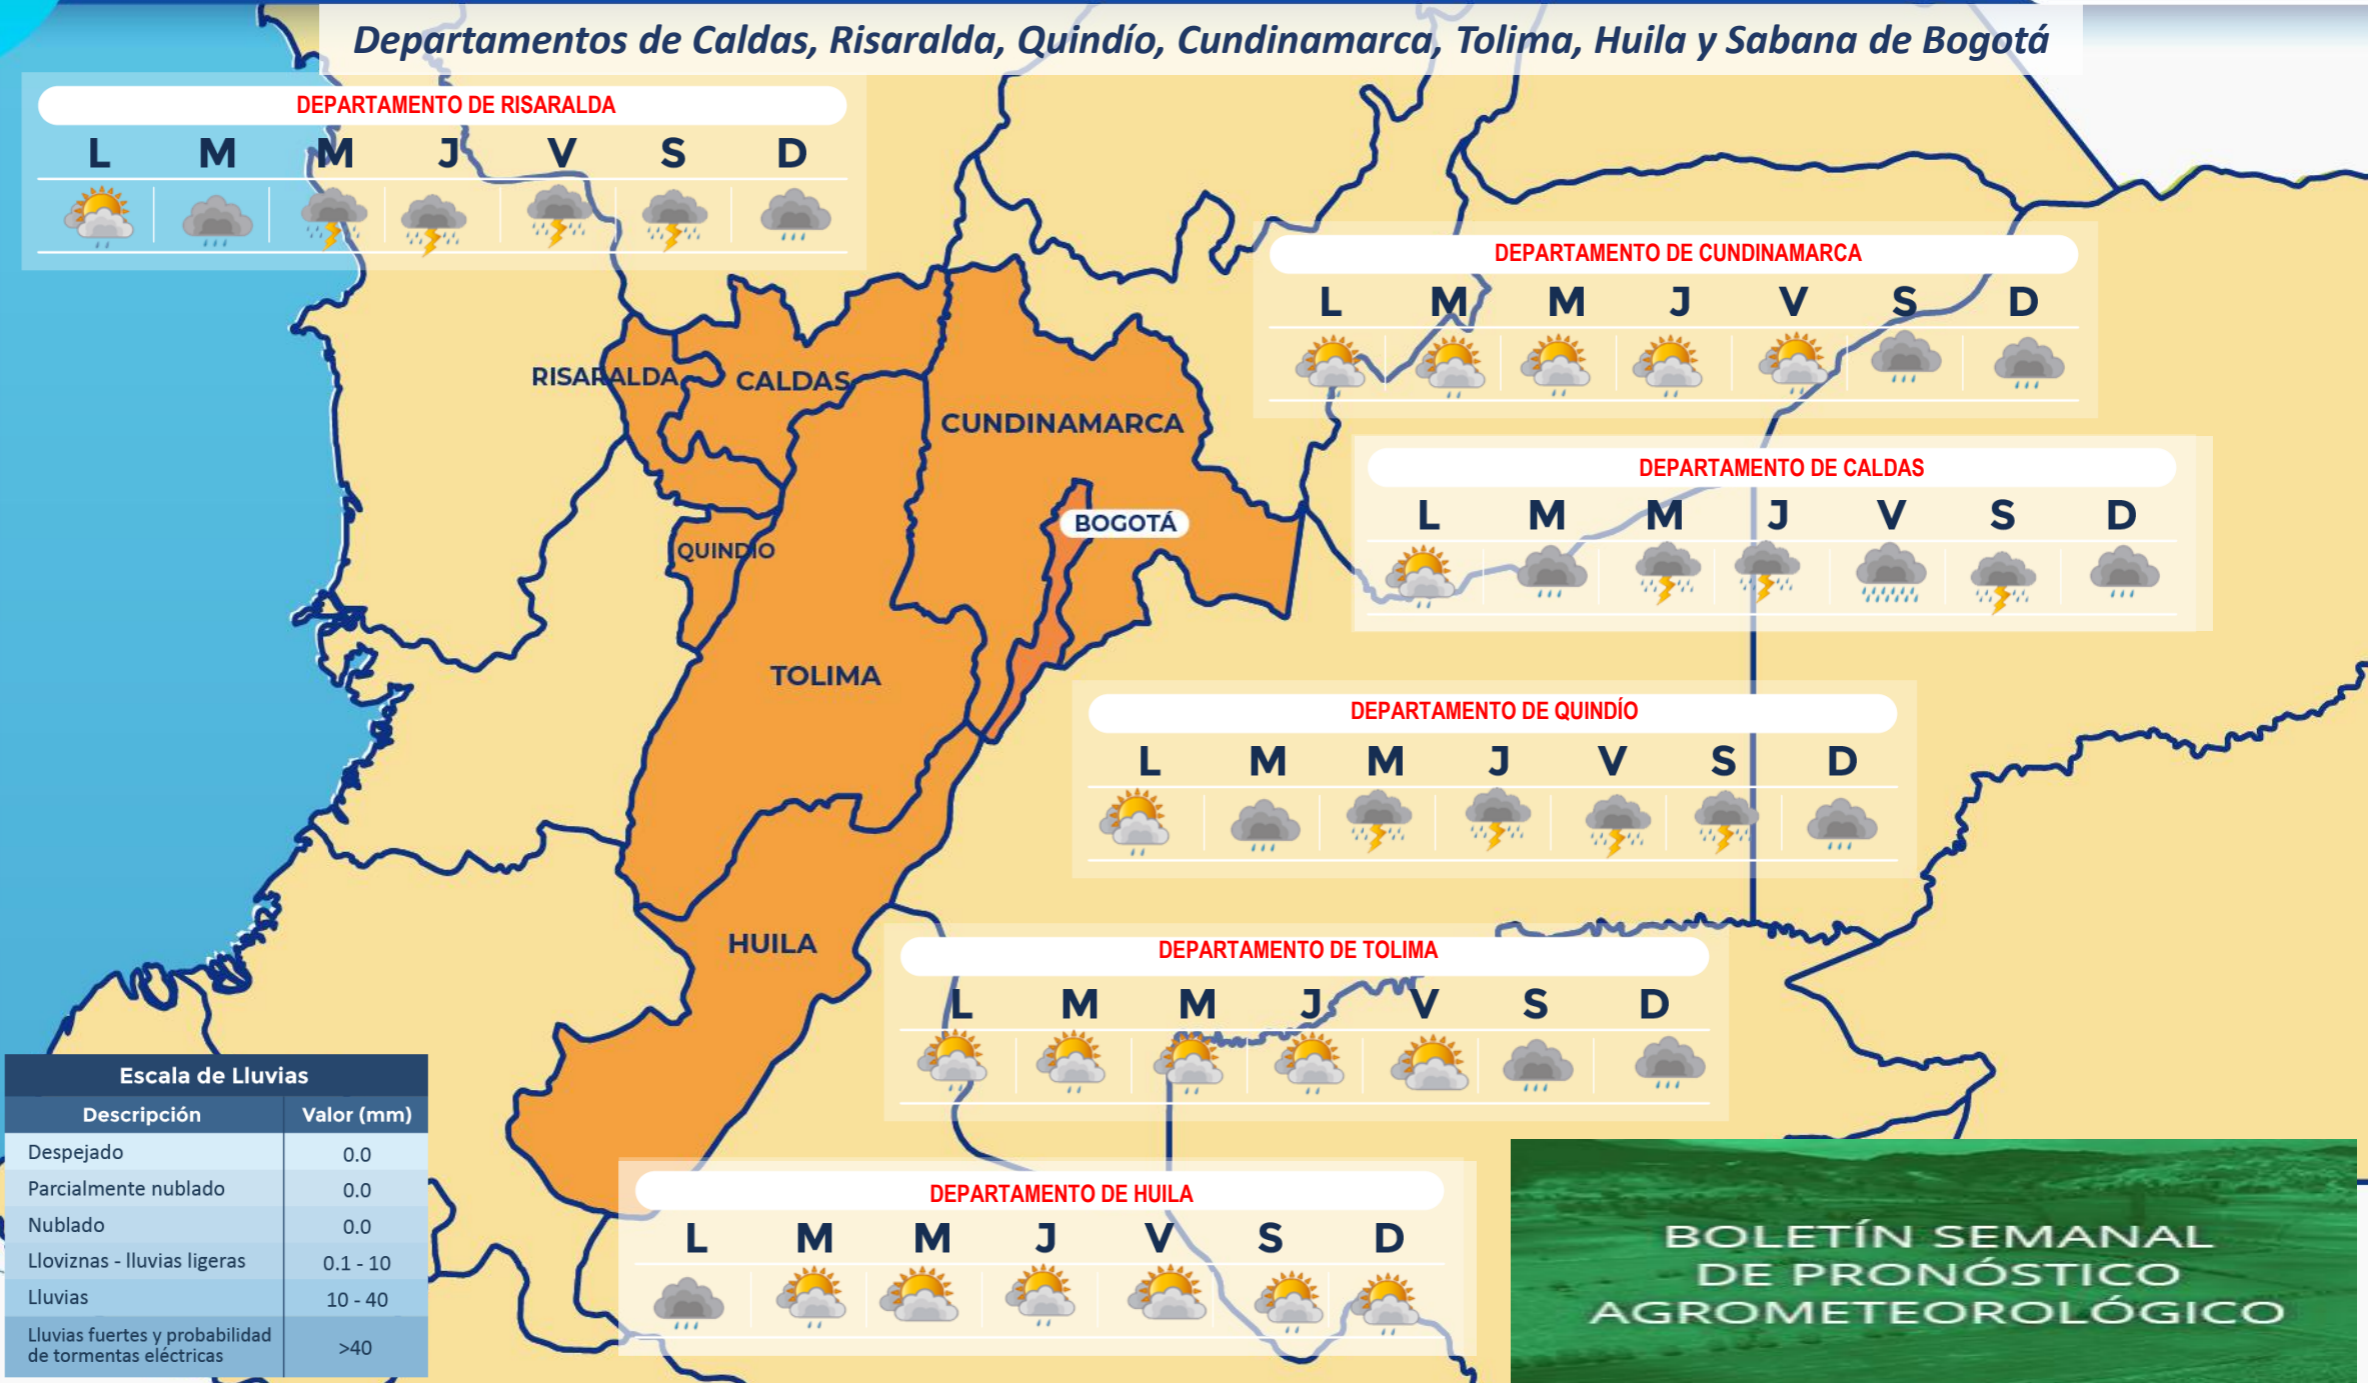 Departamentos de Caldas, Risaralda, Quindío, Cundinamarca, Tolima, Huila y Sabana de Bogotá
DEPARTAMENTO DE RISARALDA
L M M J V S D
DEPARTAMENTO DE CUNDINAMARCA
L M M J V S D
RISARALDA
CALDAS
CUNDINAMARCA
DEPARTAMENTO DE CALDAS
L M M J V S D
BOGOTÁ
QUINDIO
TOLIMA
DEPARTAMENTO DE QUINDÍO
L M M J V S D
HUILA
DEPARTAMENTO DE TOLIMA
L M M J V S D
Escala de Lluvias
Descripción Valor (mm)
Despejado 0.0
Parcialmente nublado 0.0
Nublado 0.0
Lloviznas - lluvias ligeras 0.1 - 10
Lluvias 10 - 40
Lluvias fuertes y probabilidad
de tormentas eléctricas >40
DEPARTAMENTO DE HUILA
L M M J V S D
BOLETÍN SEMANAL
DE PRONÓSTICO
AGROMETEOROLÓGICO